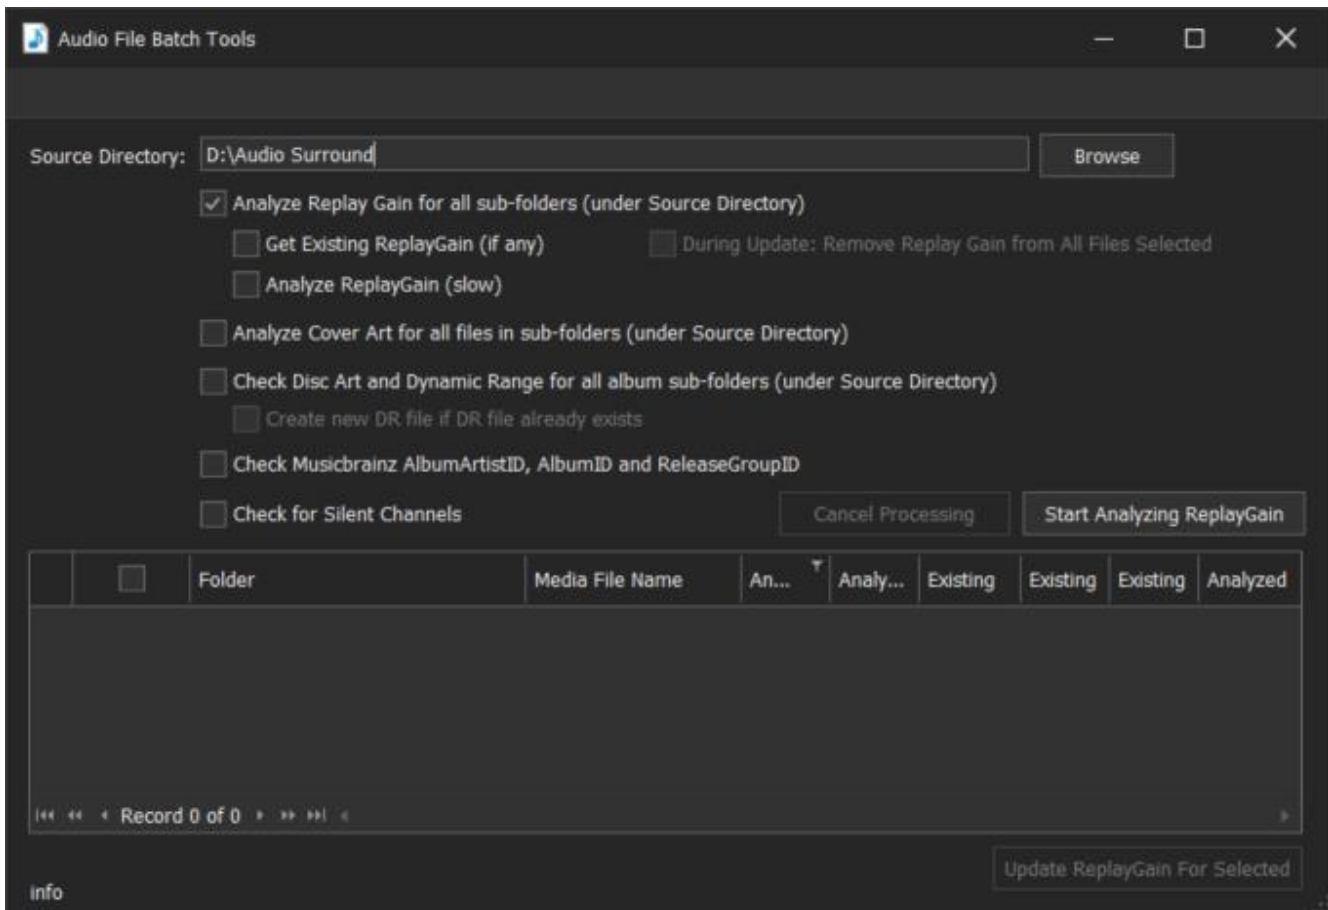 Audio File Batch Tools
Source Directory: D:\Audio Surround Browse
Analyze Replay Gain for all sub-folders (under Source Directory)
Get Existing ReplayGain (if any) During Update: Remove Replay Gain from All Files Selected
Analyze ReplayGain (slow)
Analyze Cover Art for all files in sub-folders (under Source Directory)
Check Disc Art and Dynamic Range for all album sub-folders (under Source Directory)
Create new DR file if DR file already exists
Check Musicbrainz AlbumArtistID, AlbumID and ReleaseGroupID
Check for Silent Channels Cancel Processing Start Analyzing ReplayGain
Folder Media File Name An... Analy... Existing Existing Existing Analyzed
Record 0 of 0
Update ReplayGain For Selected
info